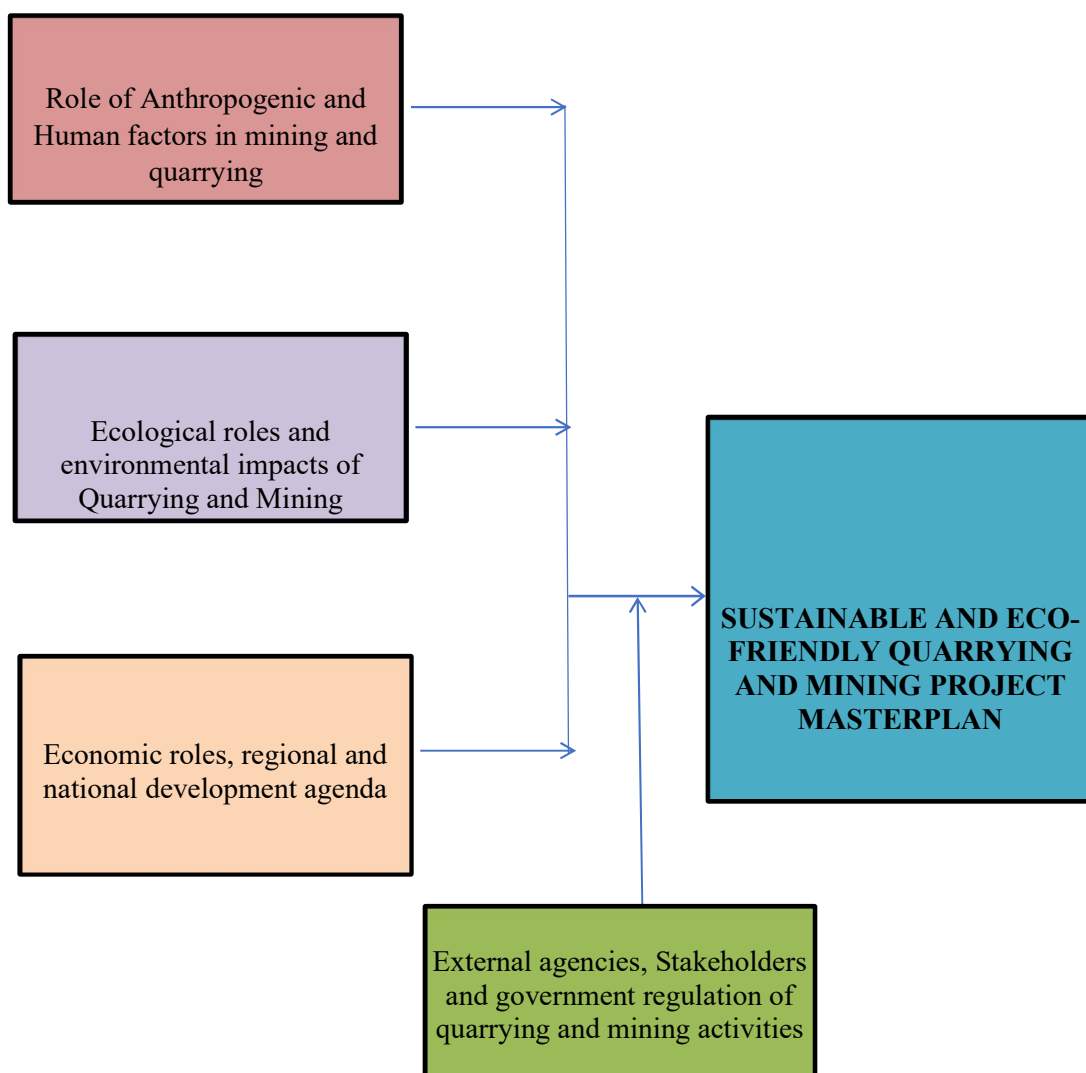 Role of Anthropogenic and
Human factors in mining and
quarrying
Ecological roles and
environmental impacts of
Quarrying and Mining
Economic roles, regional and
national development agenda
SUSTAINABLE AND ECO-
FRIENDLY QUARRYING
AND MINING PROJECT
MASTERPLAN
External agencies, Stakeholders
and government regulation of
quarrying and mining activities